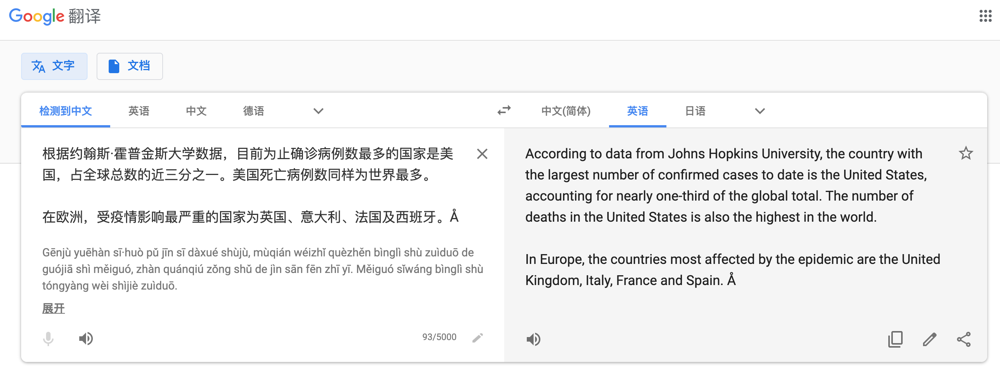 Google 翻译
文字 文档
检测到中文 英语 中文 德语 中文(简体) 英语 日语
根据约翰斯·霍普金斯大学数据，目前为止确诊病例数最多的国家是美
国，占全球总数的近三分之一。美国死亡病例数同样为世界最多。
在欧洲，受疫情影响最严重的国家为英国、意大利、法国及西班牙。Å
Gēnjù yuēhàn sī·huò pǔ jīn sī dàxué shùjù, mùqián wéizhǐ quèzhěn bìnglì shù zuìduō de
guójiā shì měiguó, zhàn quánqiú zǒng shǔ de jìn sān fēn zhī yī. Měiguó sǐwáng bìnglì shù
tóngyàng wèi shìjiè zuìduō.
展开
93/5000
According to data from Johns Hopkins University, the country with
the largest number of confirmed cases to date is the United States,
accounting for nearly one-third of the global total. The number of
deaths in the United States is also the highest in the world.
In Europe, the countries most affected by the epidemic are the United
Kingdom, Italy, France and Spain. Å